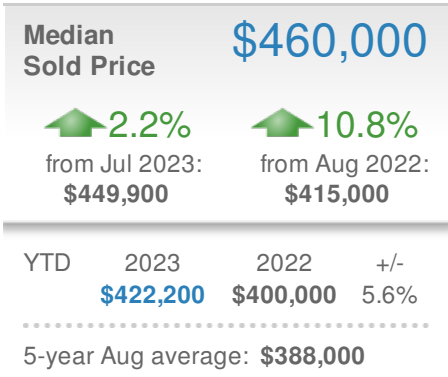 Median $460,000
Sold Price
2.2% 10.8%
from Jul 2023: from Aug 2022:
$449,900 $415,000
YTD 2023 2022 +/-
$422,200 $400,000 5.6%
5-year Aug average: $388,000